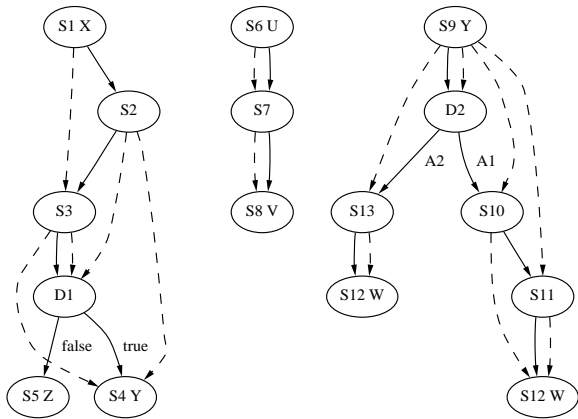 S1 X
S6 U
S9 Y
S2
S7
D2
A2
A1
S3
S8 V
S13
S10
D1
S12 W
S11
false
true
S5 Z
S4 Y
S12 W